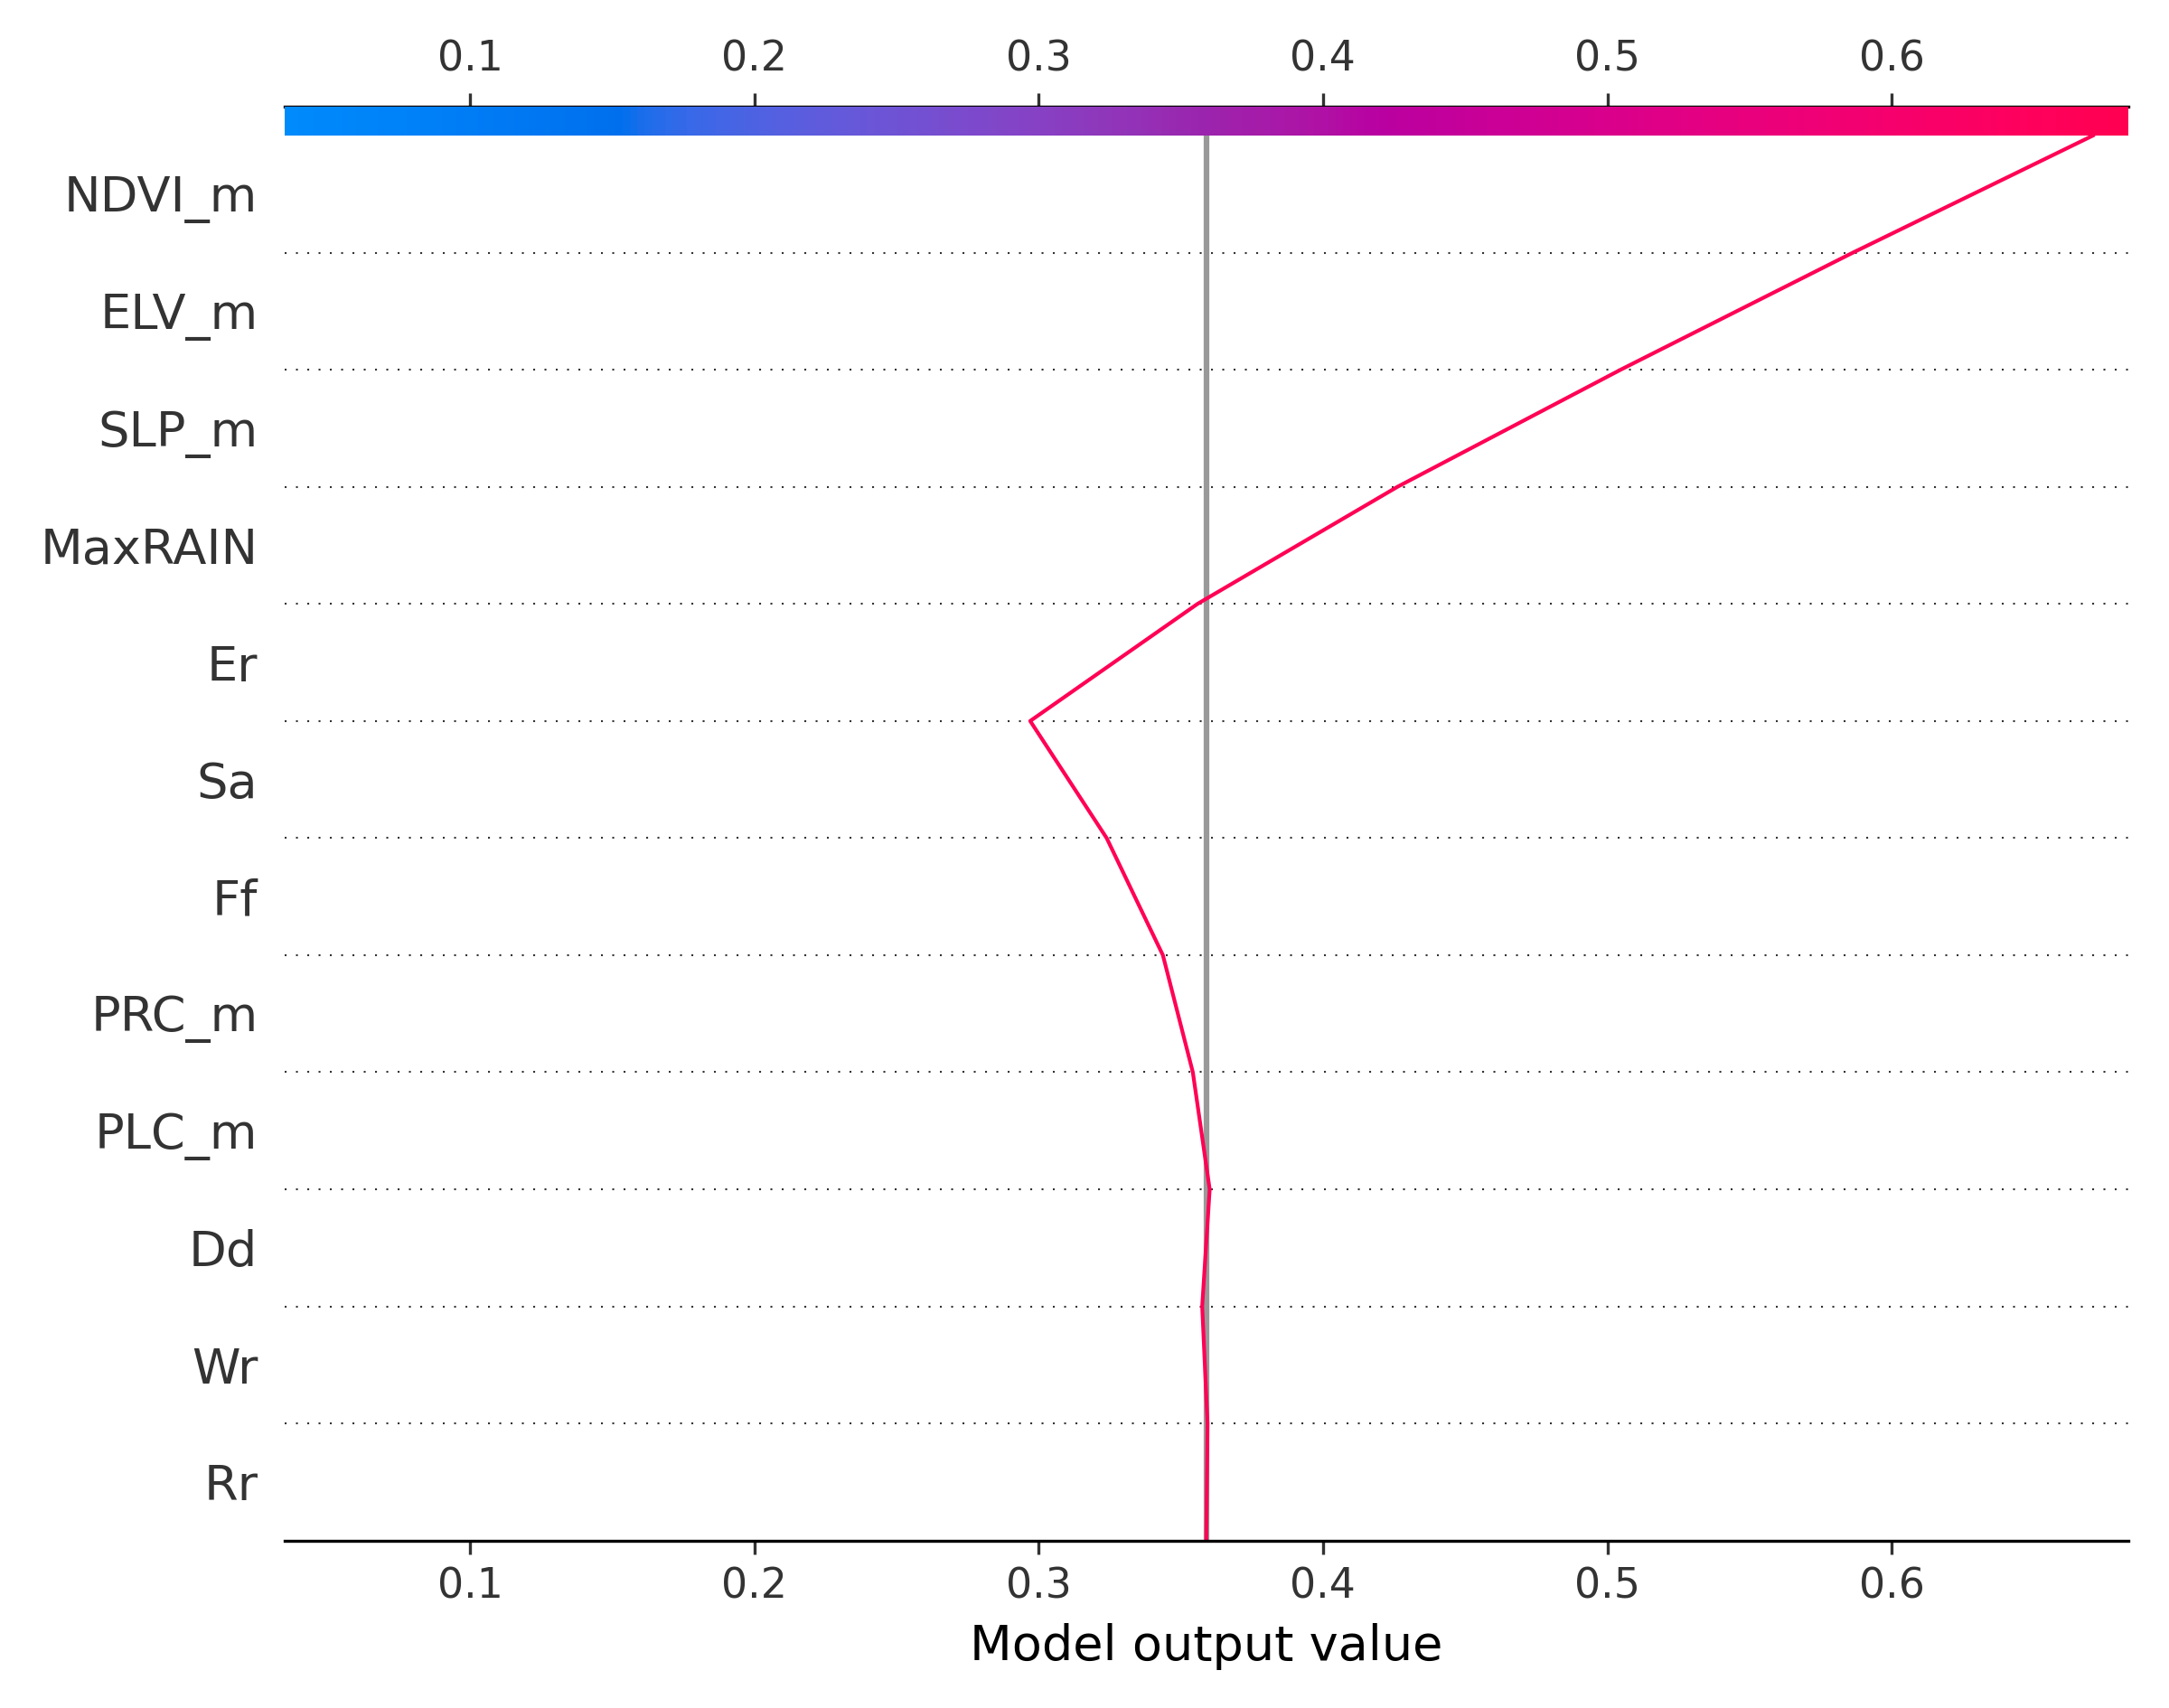 0.1 0.2 0.3 0.4 0.5 0.6
NDVI_m
ELV_m
SLP_m
MaxRAIN
Er
Sa
Ff
PRC_m
PLC_m
Dd
Wr
Rr
0.1 0.2 0.3 0.4 0.5 0.6
Model output value